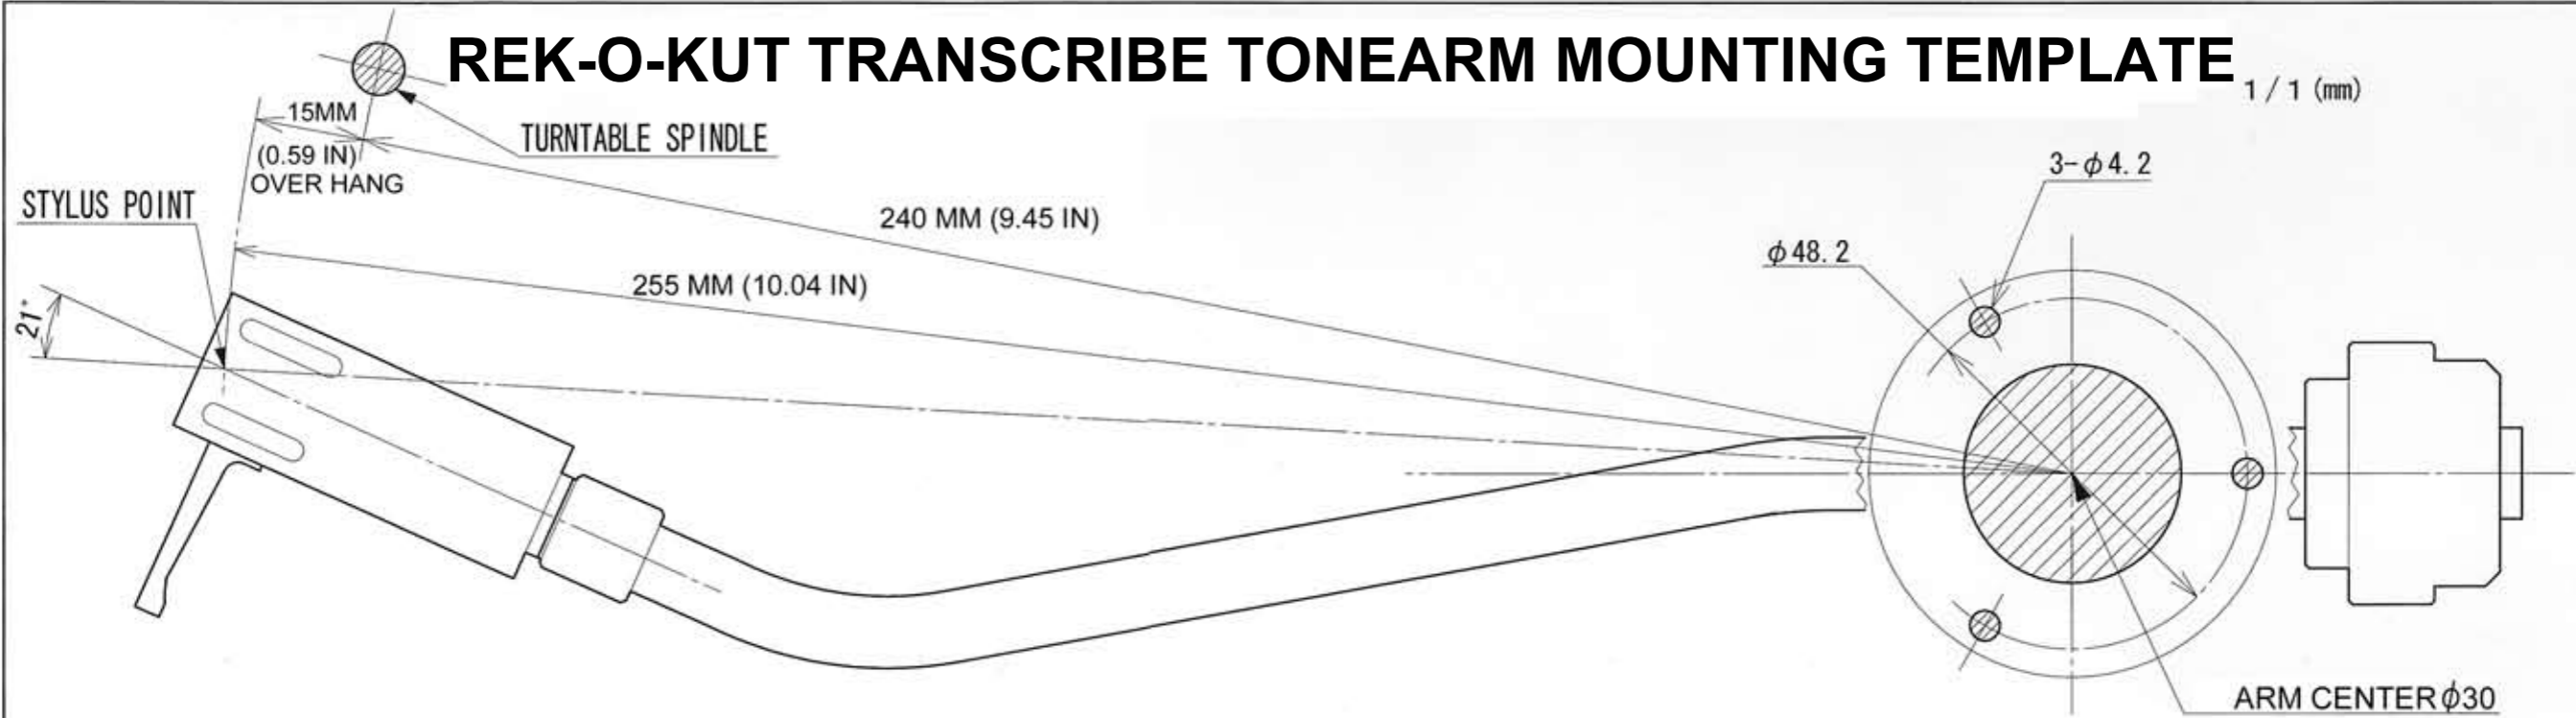 REK-O-KUT TRANSCRIBE TONEARM MOUNTING TEMPLATE
1 / 1 (mm)
15MM
(0.59 IN)
OVER HANG
TURNTABLE SPINDLE
STYLUS POINT
240 MM (9.45 IN)
255 MM (10.04 IN)
21°
3-φ4.2
φ48.2
ARM CENTER φ30